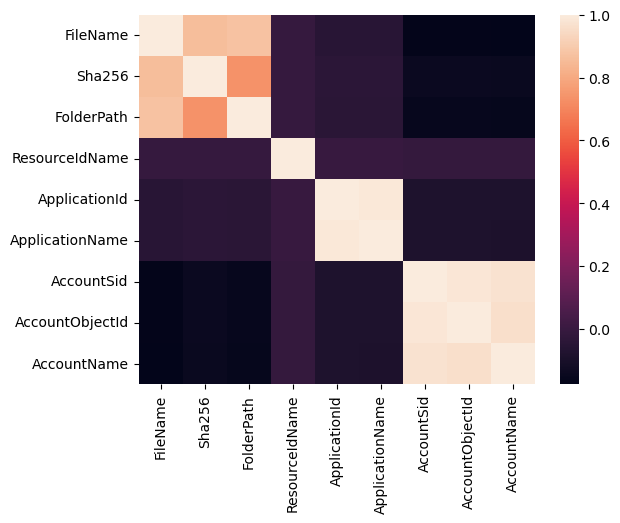 FileName
Sha256
FolderPath
ResourceIdName
ApplicationId
ApplicationName
AccountSid
AccountObjectId
AccountName
FileName
Sha256
FolderPath
ResourceIdName
ApplicationId
ApplicationName
AccountSid
AccountObjectId
AccountName
1.0
0.8
0.6
0.4
0.2
0.0